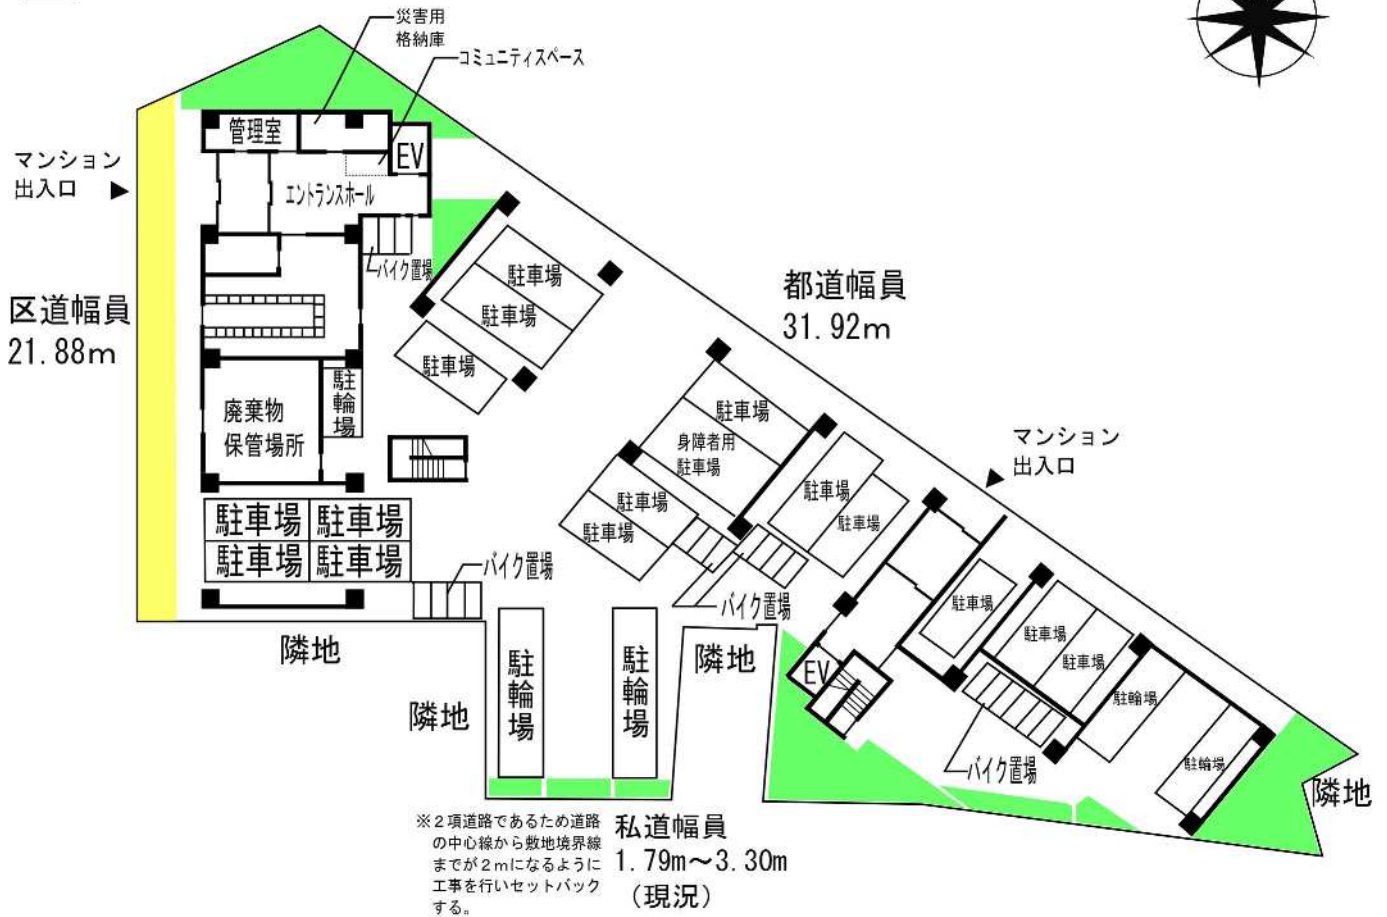 災害用
格納庫
コミュニティスペース
管理室
EV
マンション
出入口
エントランスホール
バイク置場
駐車場
駐車場
駐車場
区道幅員
21.88m
都道幅員
31.92m
駐輪場
廃棄物
保管場所
駐車場
身障者用
駐車場
マンション
出入口
駐車場
駐車場
駐車場
駐車場
駐車場
駐車場
駐車場
駐車場
バイク置場
バイク置場
駐車場
駐車場
駐車場
隣地
駐輪場
駐輪場
隣地
EV
駐輪場
駐輪場
隣地
バイク置場
隣地
※2項道路であるため道路
の中心線から敷地境界線
までが2mになるように
工事を行いセットバック
する。
私道幅員
1.79m～3.30m
(現況)